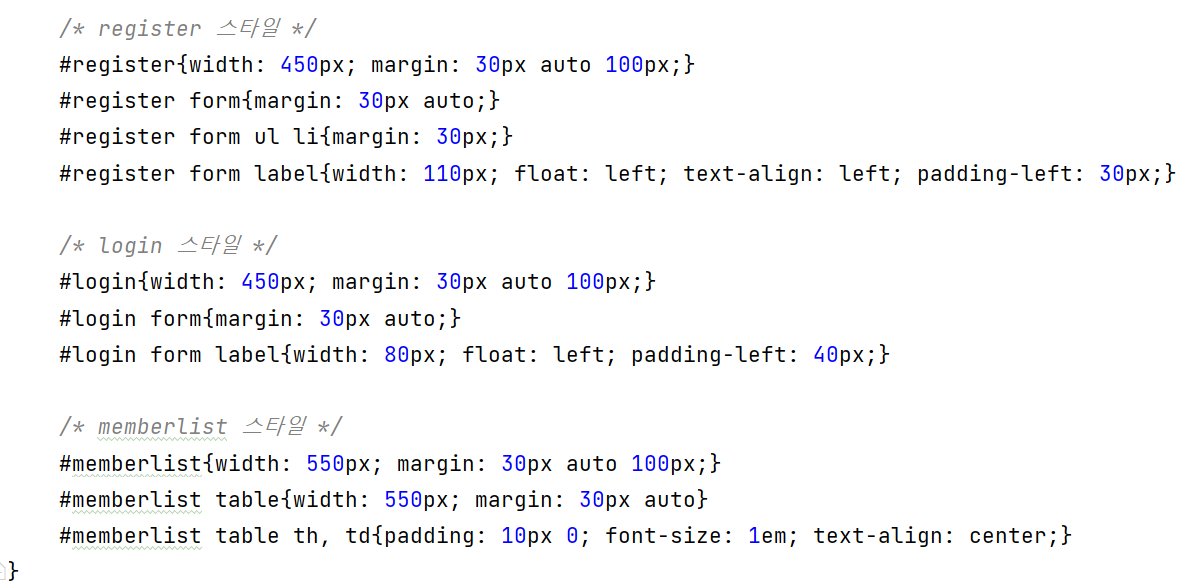 /* register 스타일 */
#register{width: 450px; margin: 30px auto 100px;}
#register form{margin: 30px auto;}
#register form ul li{margin: 30px;}
#register form label{width: 110px; float: left; text-align: left; padding-left: 30px;}
/* login 스타일 */
#login{width: 450px; margin: 30px auto 100px;}
#login form{margin: 30px auto;}
#login form label{width: 80px; float: left; padding-left: 40px;}
/* memberlist 스타일 */
#memberlist{width: 550px; margin: 30px auto 100px;}
#memberlist table{width: 550px; margin: 30px auto}
#memberlist table th, td{padding: 10px 0; font-size: 1em; text-align: center;}
}